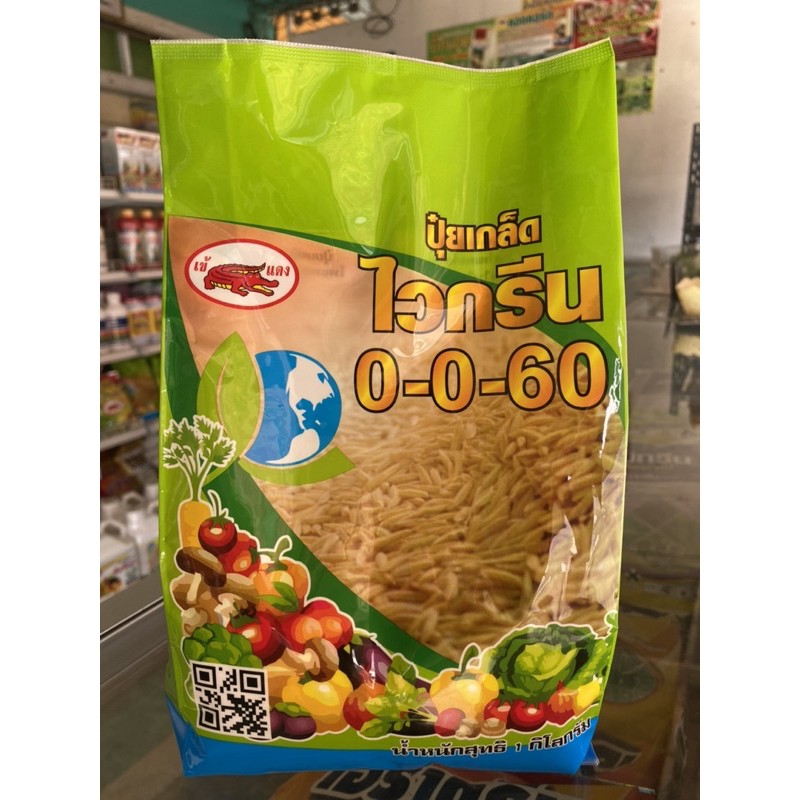 ปุ๋ยเกล็ด
เข้ แดง
ไวกรีน
0-0-60
น้ำหนักสุทธิ 1 กิโลกรัม